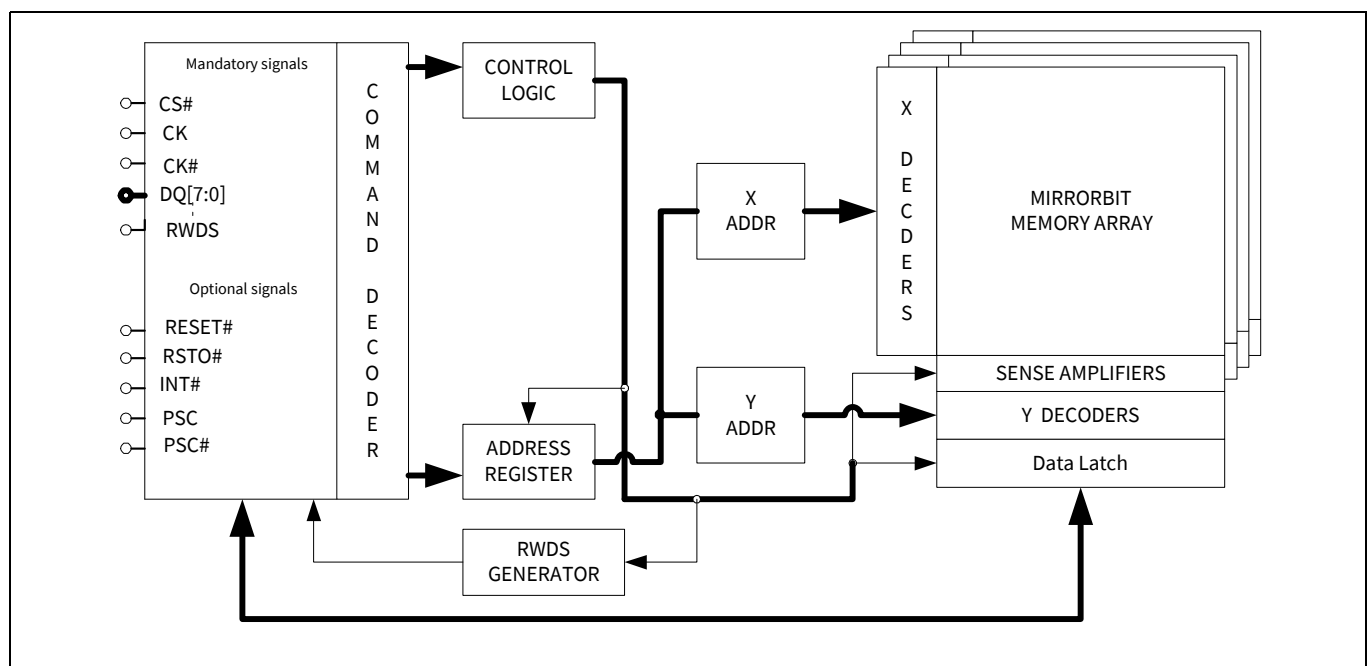 Mandatory signals
CS#
CK
CK#
DQ[7:0]
RWDS
Optional signals
RESET#
RSTO#
INT#
PSC
PSC#
COMMAND DECODER
CONTROL
LOGIC
ADDRESS
REGISTER
RWDS
GENERATOR
X
ADDR
Y
ADDR
X DECDERS
MIRRORBIT
MEMORY ARRAY
SENSE AMPLIFIERS
Y DECODERS
Data Latch